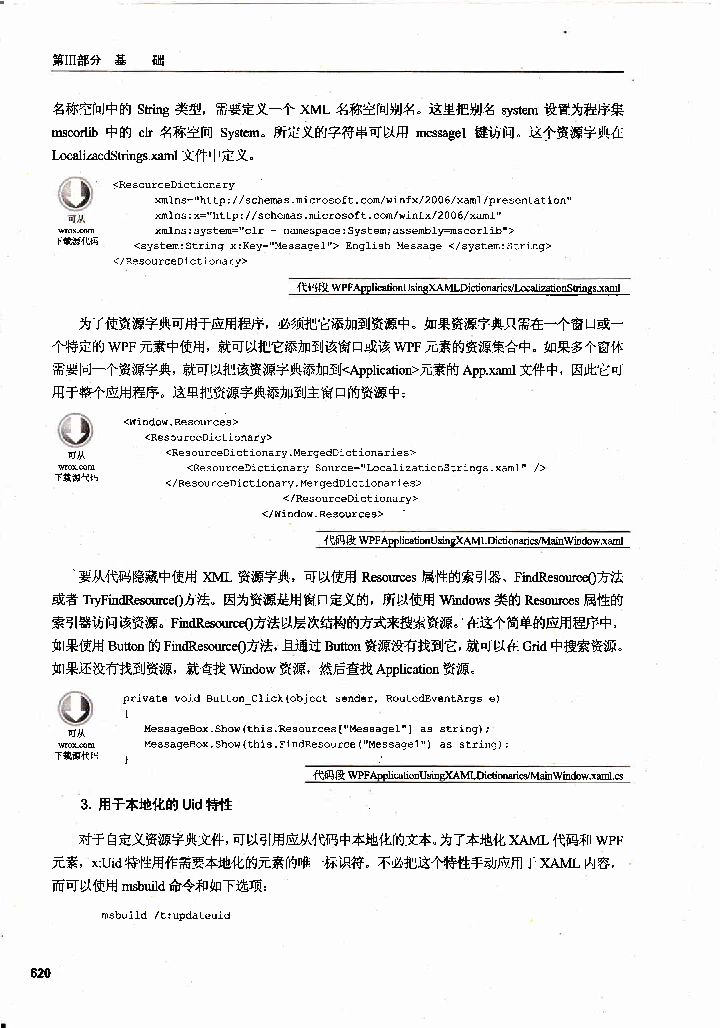 第III部分 基 础
名称空间中的 String 类型，需要定义一个 XML 名称空间别名。这里把别名 system 设置为程序集
mscorlib 中的 clr 名称空间 System。所定义的字符串可以用 message1 键访问。这个资源字典在
LocalizaedStrings.xaml 文件中定义。
<ResourceDictionary
xmlns="http://schemas.microsoft.com/winfx/2006/xaml/presentation"
xmlns:x="http://schemas.microsoft.com/winfx/2006/xaml"
xmlns:system="clr - namespace:System;assembly=mscorlib">
<system:String x:Key="Message1"> English Message </system:String>
</ResourceDictionary>
可从
wrox.com
下载源代码
代码段 WPFApplicationUsingXAMLDictionaries/LocalizationStrings.xaml
为了使资源字典可用于应用程序，必须把它添加到资源中。如果资源字典只需在一个窗口或一
个特定的 WPF 元素中使用，就可以把它添加到该窗口或该 WPF 元素的资源集合中。如果多个窗体
需要同一个资源字典，就可以把该资源字典添加到<Application>元素的 App.xaml 文件中，因此它可
用于整个应用程序。这里把资源字典添加到主窗口的资源中：
<Window.Resources>
<ResourceDictionary>
<ResourceDictionary.MergedDictionaries>
<ResourceDictionary Source="LocalizationStrings.xaml" />
</ResourceDictionary.MergedDictionaries>
</ResourceDictionary>
</Window.Resources>
可从
wrox.com
下载源代码
代码段 WPFApplicationUsingXAMLDictionaries/MainWindow.xaml
要从代码隐藏中使用 XML 资源字典，可以使用 Resources 属性的索引器、FindResource()方法
或者 TryFindResource()方法。因为资源是用窗口定义的，所以使用 Windows 类的 Resources 属性的
索引器访问该资源。FindResource()方法以层次结构的方式来搜索资源。在这个简单的应用程序中，
如果使用 Button 的 FindResource()方法，且通过 Button 资源没有找到它，就可以在 Grid 中搜索资源。
如果还没有找到资源，就查找 Window 资源，然后查找 Application 资源。
private void Button_Click(object sender, RoutedEventArgs e)
{
MessageBox.Show(this.Resources["Message1"] as string);
MessageBox.Show(this.FindResource("Message1") as string);
}
可从
wrox.com
下载源代码
代码段 WPFApplicationUsingXAMLDictionaries/MainWindow.xaml.cs
3. 用于本地化的 Uid 特性
对于自定义资源字典文件，可以引用应从代码中本地化的文本。为了本地化 XAML 代码和 WPF
元素，x:Uid 特性用作需要本地化的元素的唯一标识符。不必把这个特性手动应用于 XAML 内容，
而可以使用 msbuild 命令和如下选项：
msbuild /t:updateuid
620